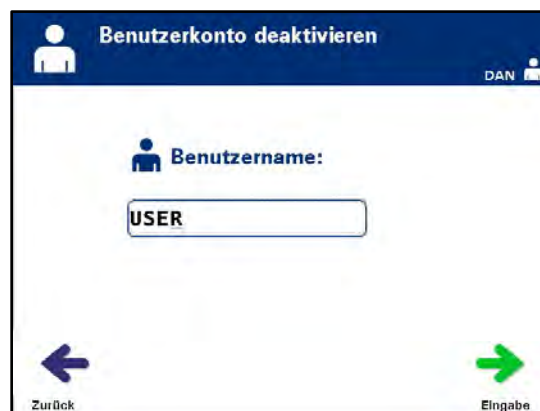 Benutzerkonto deaktivieren
DAN
Benutzername:
USER
Zurück
Eingabe